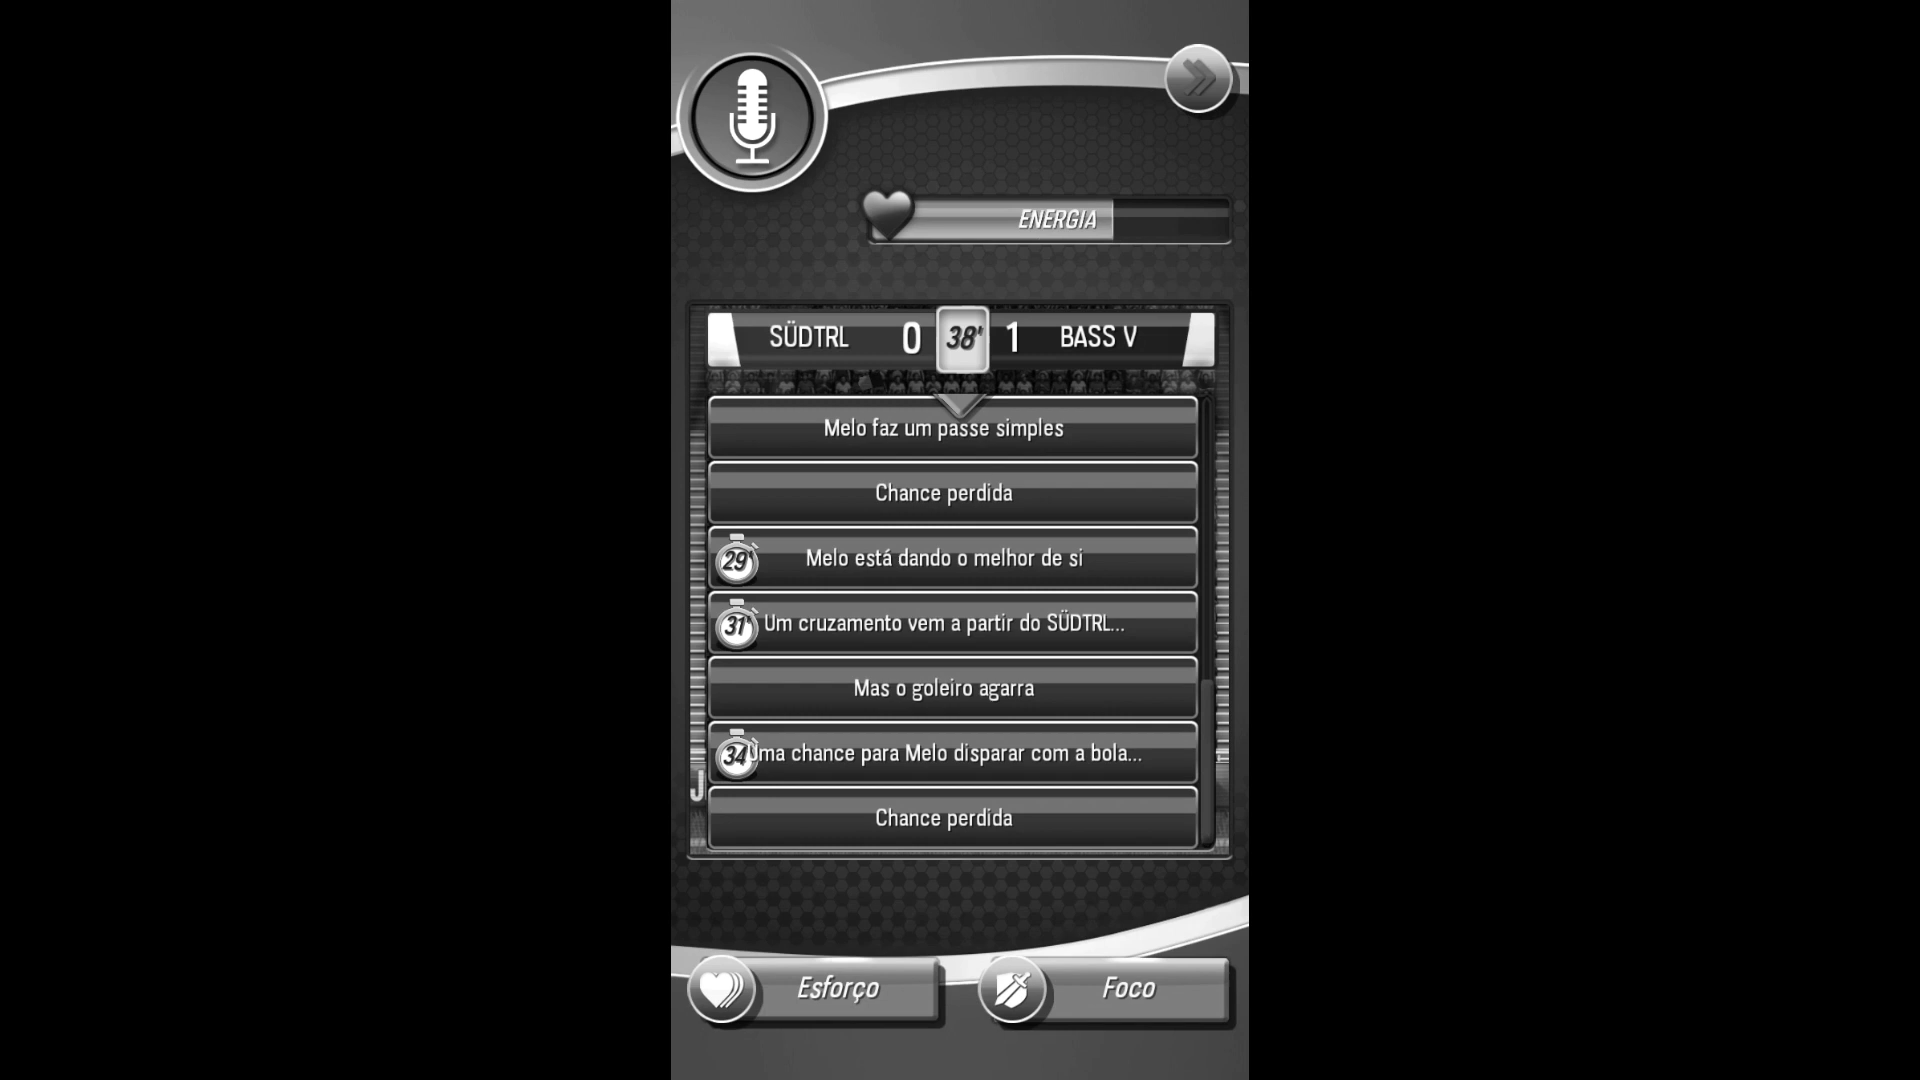 ENERGIA
SÜDTRL 0 38' 1 BASS V
Melo faz um passe simples
Chance perdida
29' Melo está dando o melhor de si
31' Um cruzamento vem a partir do SÜDTRL...
Mas o goleiro agarra
34' Uma chance para Melo disparar com a bola...
J
Chance perdida
Esforço
Foco